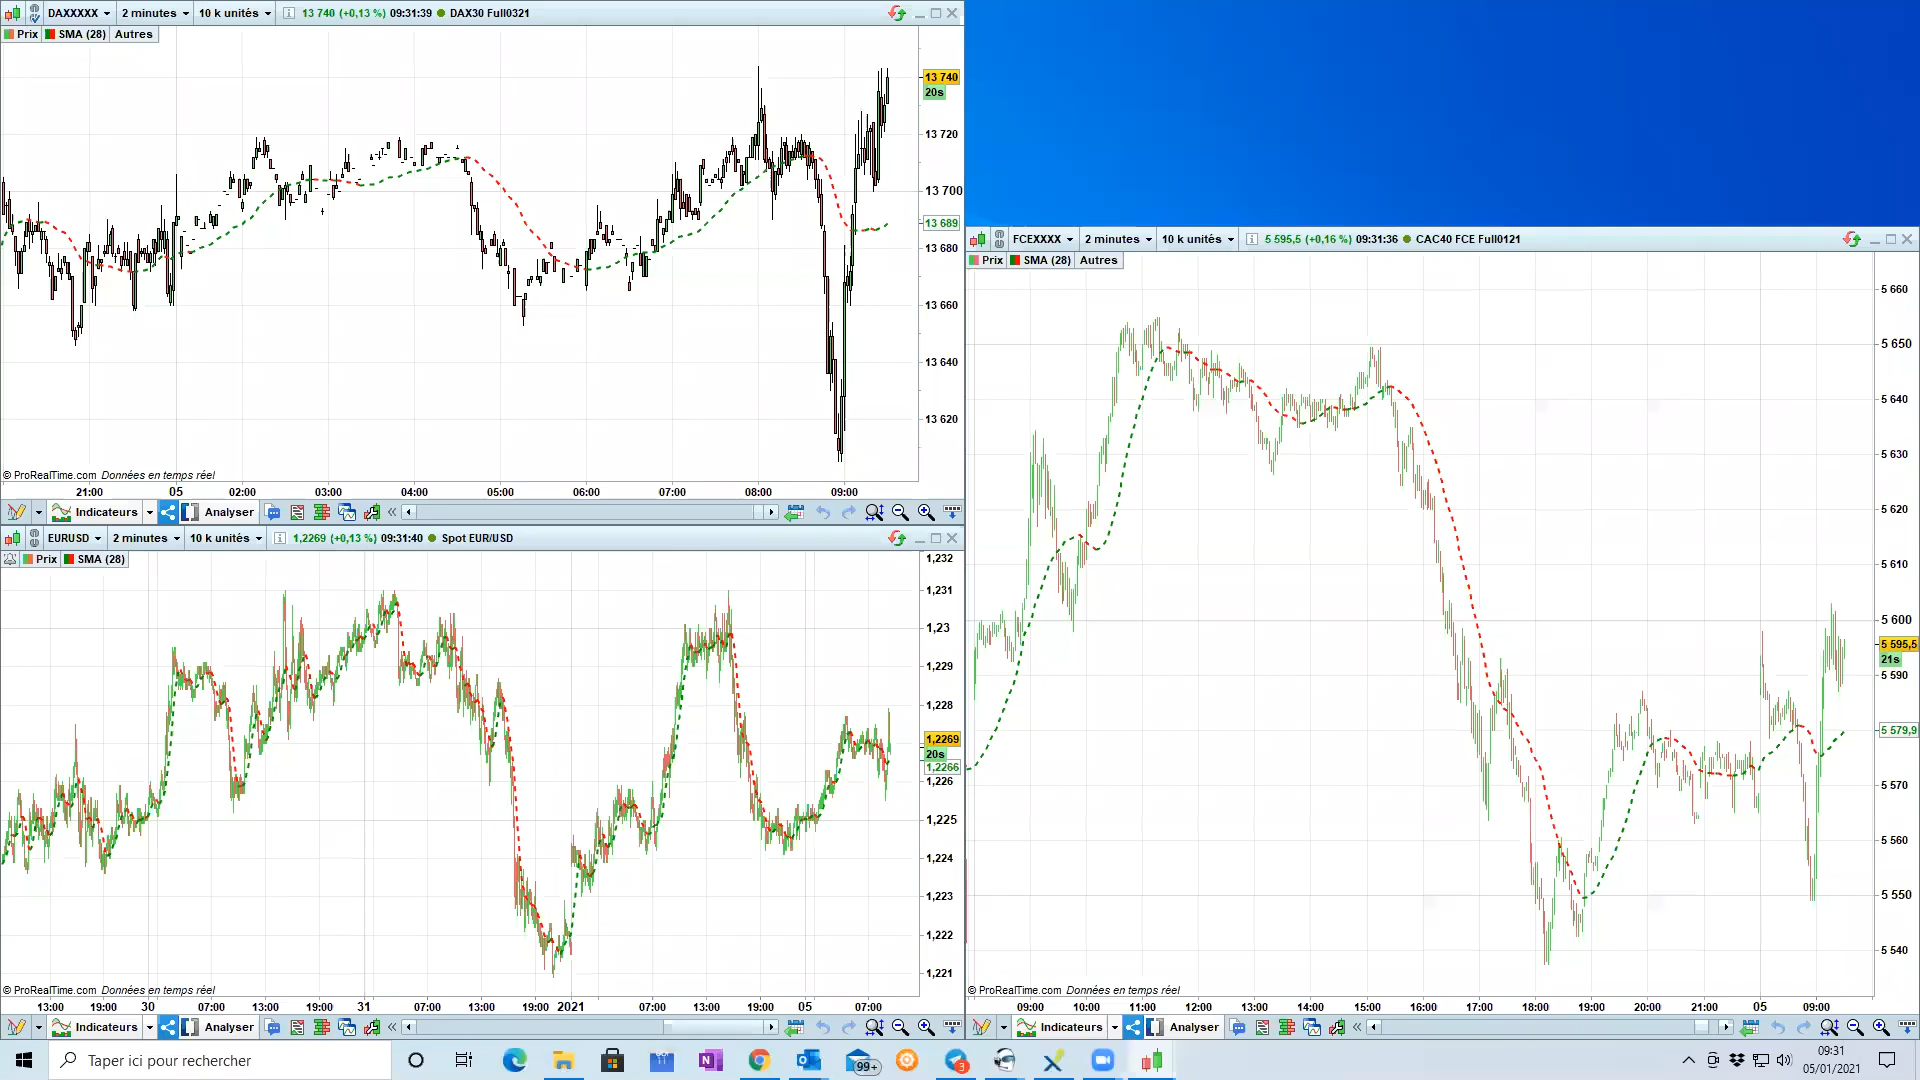 DAXXXXX 2 minutes 10 k unités 13 740 (+0,13 %) 09:31:39 DAX30 Full0321
Prix SMA (28) Autres
13 740
20s
13 720
13 700
13 689
13 680
13 660
13 640
13 620
© ProRealTime.com Données en temps réel
21:00 05 02:00 03:00 04:00 05:00 06:00 07:00 08:00 09:00
Indicateurs Analyser
EURUSD 2 minutes 10 k unités 1,2269 (+0,13 %) 09:31:40 Spot EUR/USD
Prix SMA (28)
1,232
1,231
1,23
1,229
1,228
1,2269
20s
1,2266
1,226
1,225
1,224
1,223
1,222
1,221
© ProRealTime.com Données en temps réel
13:00 19:00 30 07:00 13:00 19:00 31 07:00 13:00 19:00 2021 07:00 13:00 19:00 05 07:00
Indicateurs Analyser
FCEXXXX 2 minutes 10 k unités 5 595,5 (+0,16 %) 09:31:36 CAC40 FCE Full0121
Prix SMA (28) Autres
5 660
5 650
5 640
5 630
5 620
5 610
5 600
5 595,5
21s
5 590
5 579,9
5 570
5 560
5 550
5 540
© ProRealTime.com Données en temps réel
09:00 10:00 11:00 12:00 13:00 14:00 15:00 16:00 17:00 18:00 19:00 20:00 21:00 05 09:00
Indicateurs Analyser
Taper ici pour rechercher
99+
3
09:31
05/01/2021